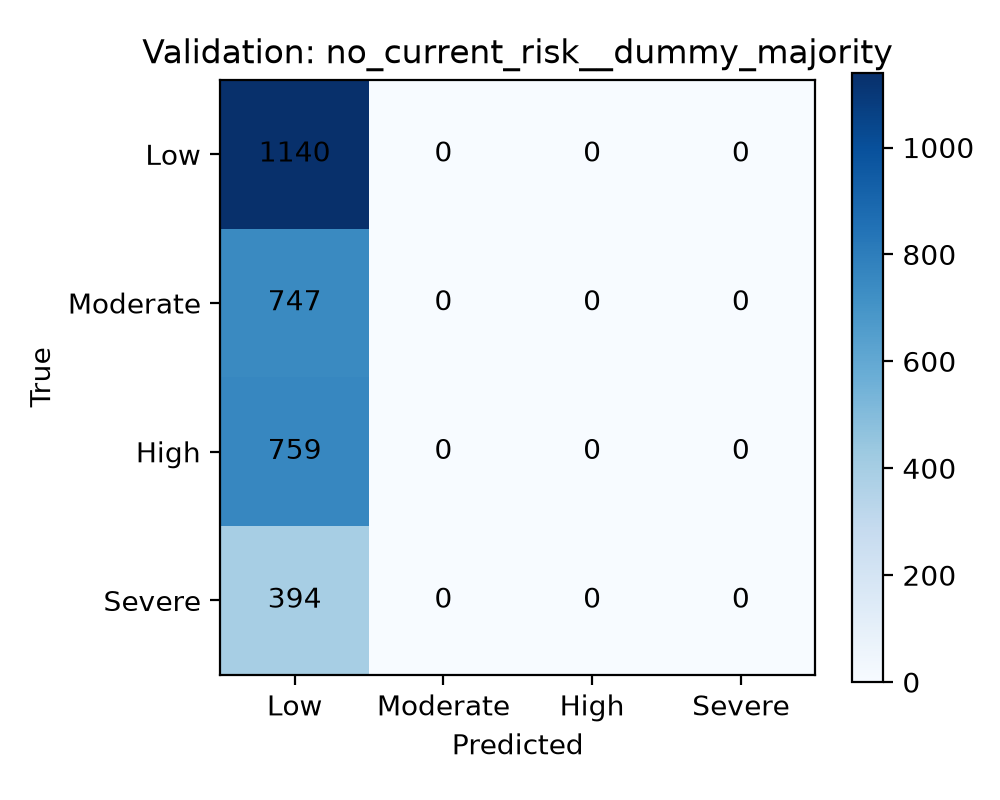 Validation: no_current_risk__dummy_majority
True
Low 1140 0 0 0
Moderate 747 0 0 0
High 759 0 0 0
Severe 394 0 0 0
Low Moderate High Severe
Predicted
1000
800
600
400
200
0